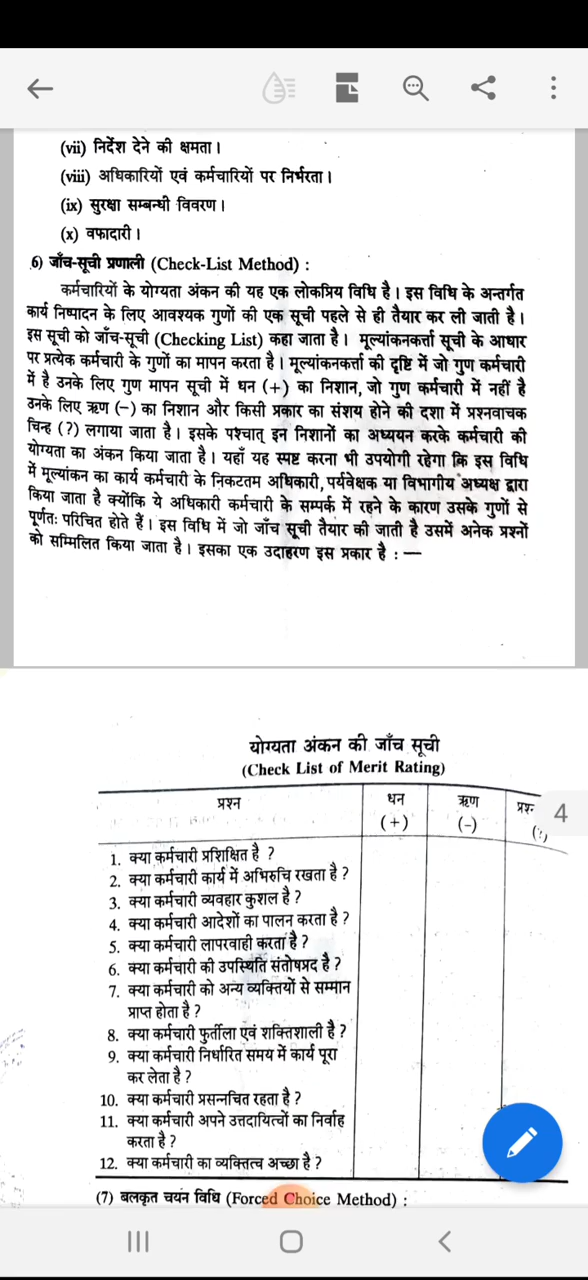 (vii) निर्देश देने की क्षमता।
(viii) अधिकारियों एवं कर्मचारियों पर निर्भरता।
(ix) सुरक्षा सम्बन्धी विवरण।
(x) वफादारी।
6) जाँच-सूची प्रणाली (Check-List Method) :
कर्मचारियों के योग्यता अंकन की यह एक लोकप्रिय विधि है। इस विधि के अन्तर्गत
कार्य निष्पादन के लिए आवश्यक गुणों की एक सूची पहले से ही तैयार कर ली जाती है।
इस सूची को जाँच-सूची (Checking List) कहा जाता है। मूल्यांकनकर्त्ता सूची के आधार
पर प्रत्येक कर्मचारी के गुणों का मापन करता है। मूल्यांकनकर्त्ता की दृष्टि में जो गुण कर्मचारी
में है उनके लिए गुण मापन सूची में धन (+) का निशान, जो गुण कर्मचारी में नहीं है
उनके लिए ऋण (−) का निशान और किसी प्रकार का संशय होने की दशा में प्रश्नवाचक
चिन्ह (?) लगाया जाता है। इसके पश्चात् इन निशानों का अध्ययन करके कर्मचारी की
योग्यता का अंकन किया जाता है। यहाँ यह स्पष्ट करना भी उपयोगी रहेगा कि इस विधि
में मूल्यांकन का कार्य कर्मचारी के निकटतम अधिकारी, पर्यवेक्षक या विभागीय अध्यक्ष द्वारा
किया जाता है क्योंकि ये अधिकारी कर्मचारी के सम्पर्क में रहने के कारण उसके गुणों से
पूर्णतः परिचित होते हैं। इस विधि में जो जाँच सूची तैयार की जाती है उसमें अनेक प्रश्नों
को सम्मिलित किया जाता है। इसका एक उदाहरण इस प्रकार है : —
योग्यता अंकन की जाँच सूची
(Check List of Merit Rating)
प्रश्न धन ऋण
(+) (−) (?)
4
1. क्या कर्मचारी प्रशिक्षित है ?
2. क्या कर्मचारी कार्य में अभिरुचि रखता है ?
3. क्या कर्मचारी व्यवहार कुशल है ?
4. क्या कर्मचारी आदेशों का पालन करता है ?
5. क्या कर्मचारी लापरवाही करता है ?
6. क्या कर्मचारी की उपस्थिति संतोषप्रद है ?
7. क्या कर्मचारी को अन्य व्यक्तियों से सम्मान
प्राप्त होता है ?
8. क्या कर्मचारी फुर्तीला एवं शक्तिशाली है ?
9. क्या कर्मचारी निर्धारित समय में कार्य पूरा
कर लेता है ?
10. क्या कर्मचारी प्रसन्नचित रहता है ?
11. क्या कर्मचारी अपने उत्तदायित्वों का निर्वाह
करता है ?
12. क्या कर्मचारी का व्यक्तित्व अच्छा है ?
(7) बलकृत चयन विधि (Forced Choice Method) :